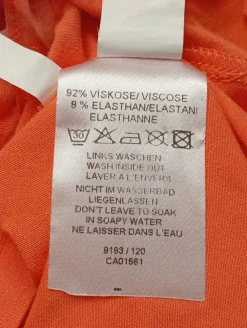 92% VISKOSE/ VISCOSE
8 % ELASTHAN/ELASTANI
ELASTHANNE
30
LINKS WASCHEN
WASH INSIDE OUT
LAVER A L'ENVERS
NICHT IM WASSERBAD
LIEGENLASSEN
DON'T LEAVE TO SOAK
IN SOAPY WATER
NE LAISSER DANS L'EAU
9183 / 120
CA01561